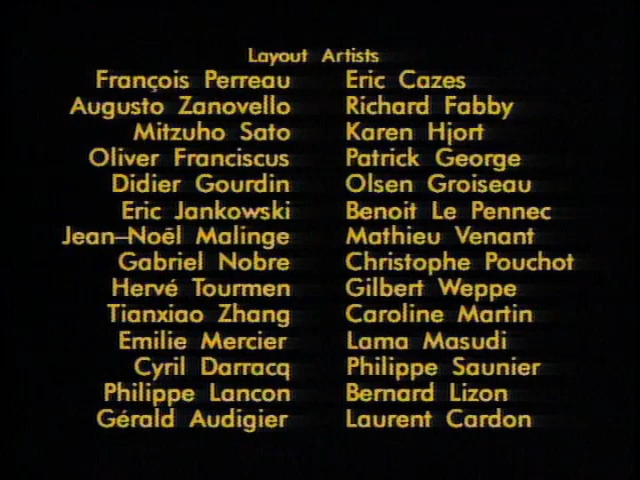 Layout Artists
François Perreau Eric Cazes
Augusto Zanovello Richard Fabby
Mitzuho Sato Karen Hjort
Oliver Franciscus Patrick George
Didier Gourdin Olsen Groiseau
Eric Jankowski Benoit Le Pennec
Jean–Noël Malinge Mathieu Venant
Gabriel Nobre Christophe Pouchot
Hervé Tourmen Gilbert Weppe
Tianxiao Zhang Caroline Martin
Emilie Mercier Lama Masudi
Cyril Darracq Philippe Saunier
Philippe Lancon Bernard Lizon
Gérald Audigier Laurent Cardon